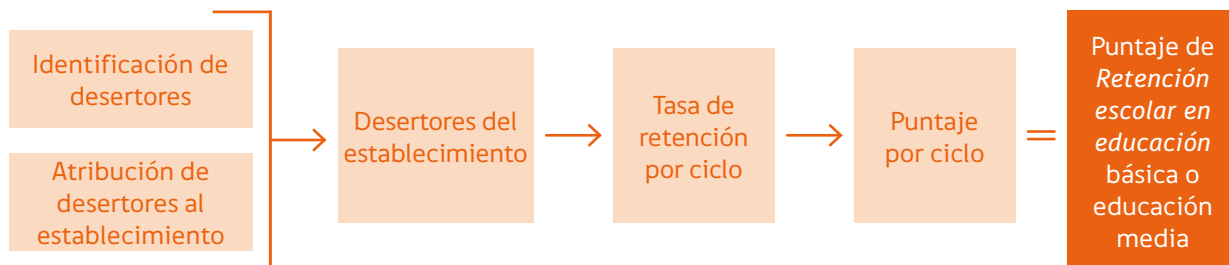 Identificación de
desertores
Atribución de
desertores al
establecimiento
Desertores del
establecimiento
Tasa de
retención
por ciclo
Puntaje
por ciclo
=
Puntaje de
Retención
escolar en
educación
básica o
educación
media